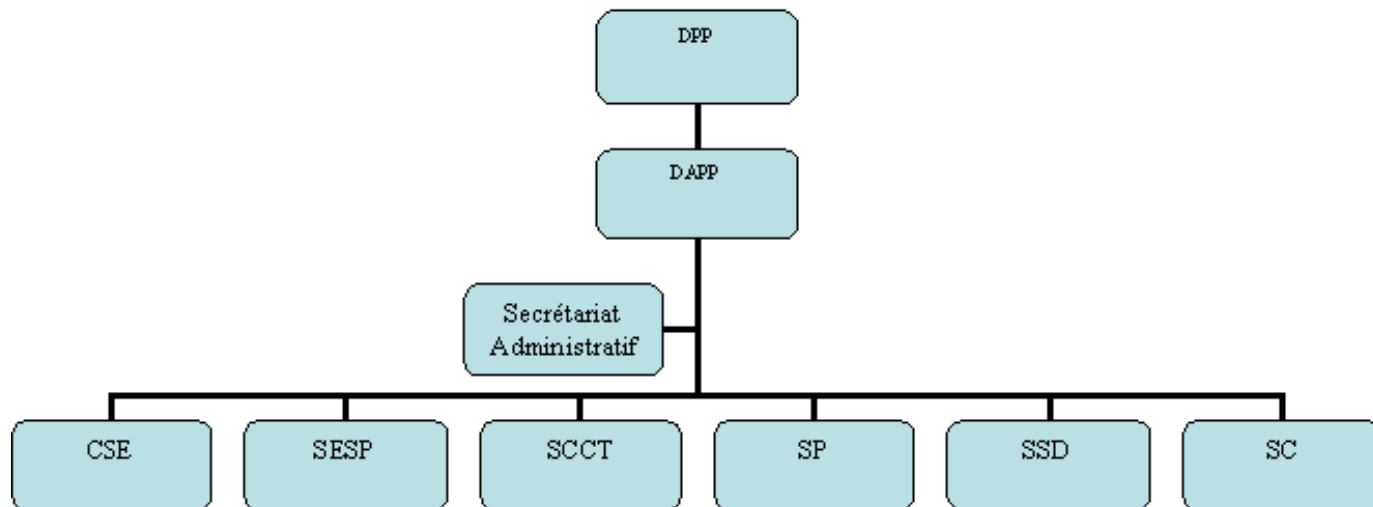 DPP
DAPP
Secrétariat
Administratif
CSE
SESP
SCCT
SP
SSD
SC